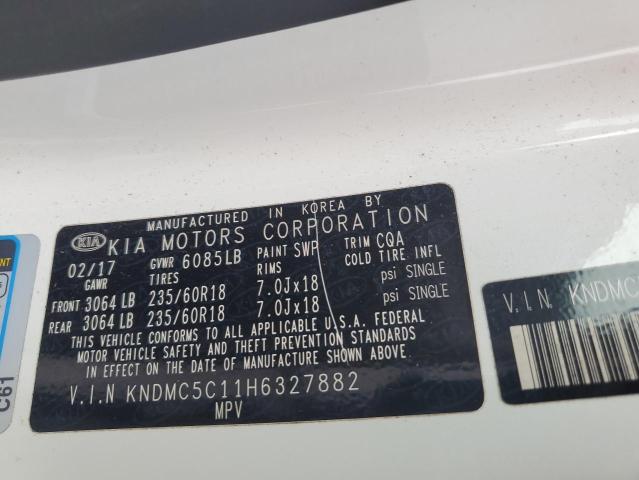 MANUFACTURED IN KOREA BY
KIA KIA MOTORS CORPORATION
02/17 GVWR 6085LB PAINT SWP TRIM CQA
GAWR TIRES RIMS COLD TIRE INFL
FRONT 3064 LB 235/60R18 7.0Jx18 psi SINGLE
REAR 3064 LB 235/60R18 7.0Jx18 psi SINGLE
THIS VEHICLE CONFORMS TO ALL APPLICABLE U.S.A. FEDERAL
MOTOR VEHICLE SAFETY AND THEFT PREVENTION STANDARDS
IN EFFECT ON THE DATE OF MANUFACTURE SHOWN ABOVE.
V.I.N KNDMC5C11H6327882
MPV
V.I.N. KNDMC
C61